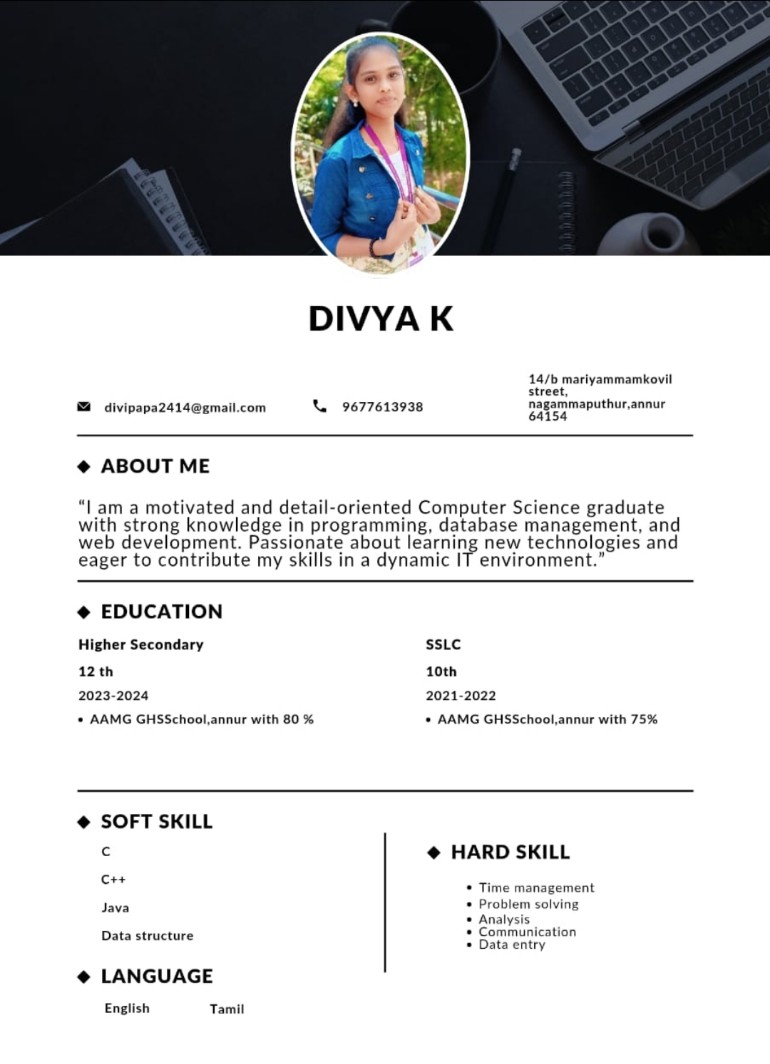 DIVYA K
divipapa2414@gmail.com
9677613938
14/b mariyammamkovil
street,
nagammaputhur,annur
64154
ABOUT ME
“I am a motivated and detail-oriented Computer Science graduate
with strong knowledge in programming, database management, and
web development. Passionate about learning new technologies and
eager to contribute my skills in a dynamic IT environment.”
EDUCATION
Higher Secondary
12 th
2023-2024
• AAMG GHSSchool,annur with 80 %
SSLC
10th
2021-2022
• AAMG GHSSchool,annur with 75%
SOFT SKILL
C
C++
Java
Data structure
HARD SKILL
• Time management
• Problem solving
• Analysis
• Communication
• Data entry
LANGUAGE
English Tamil